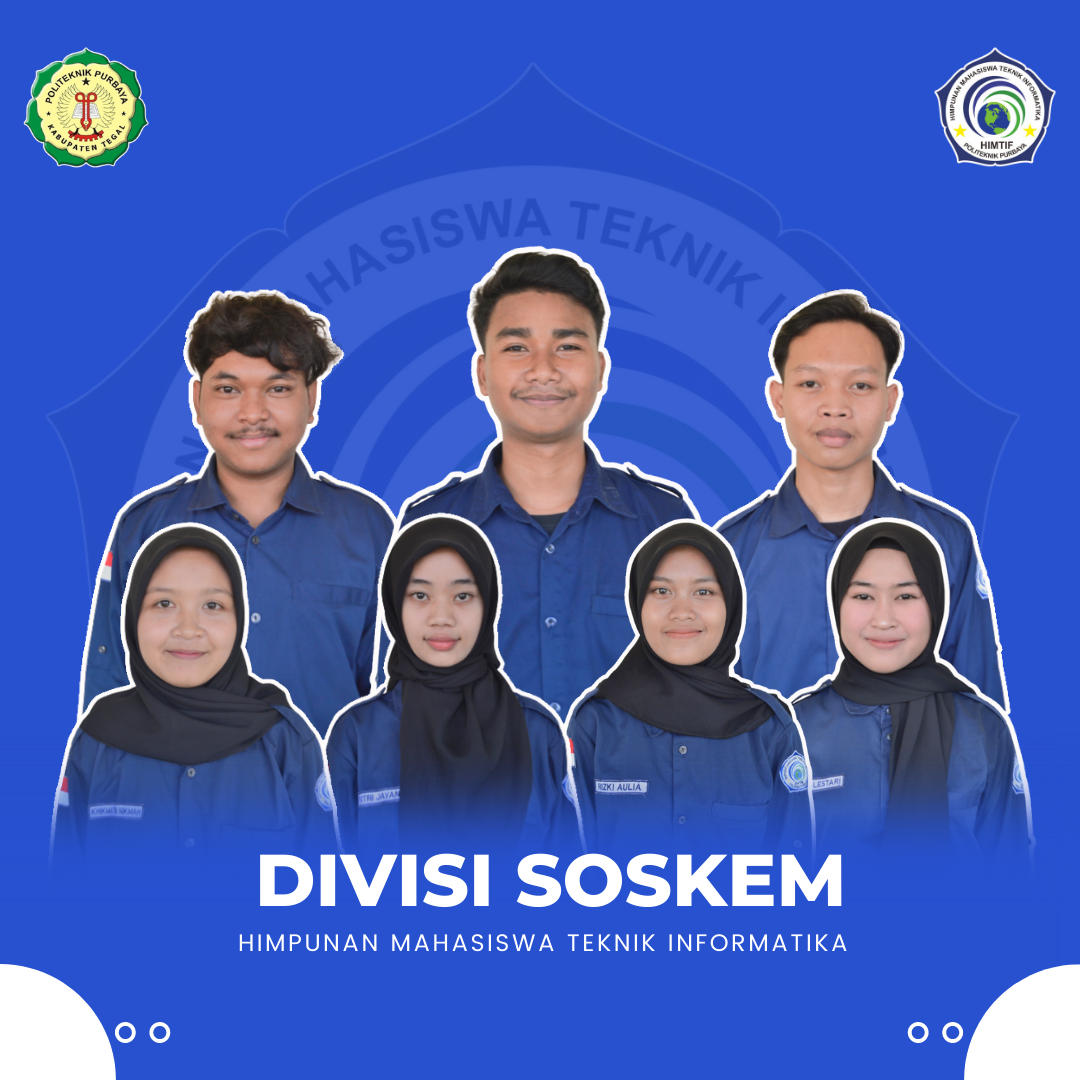 POLITEKNIK PURBAYA
KABUPATEN TEGAL
HIMPUNAN MAHASISWA TEKNIK INFORMATIKA
HIMTIF
POLITEKNIK PURBAYA
MAHASISWA TEKNIK
RIZKI AULIA
LESTARI
DIVISI SOSKEM
HIMPUNAN MAHASISWA TEKNIK INFORMATIKA